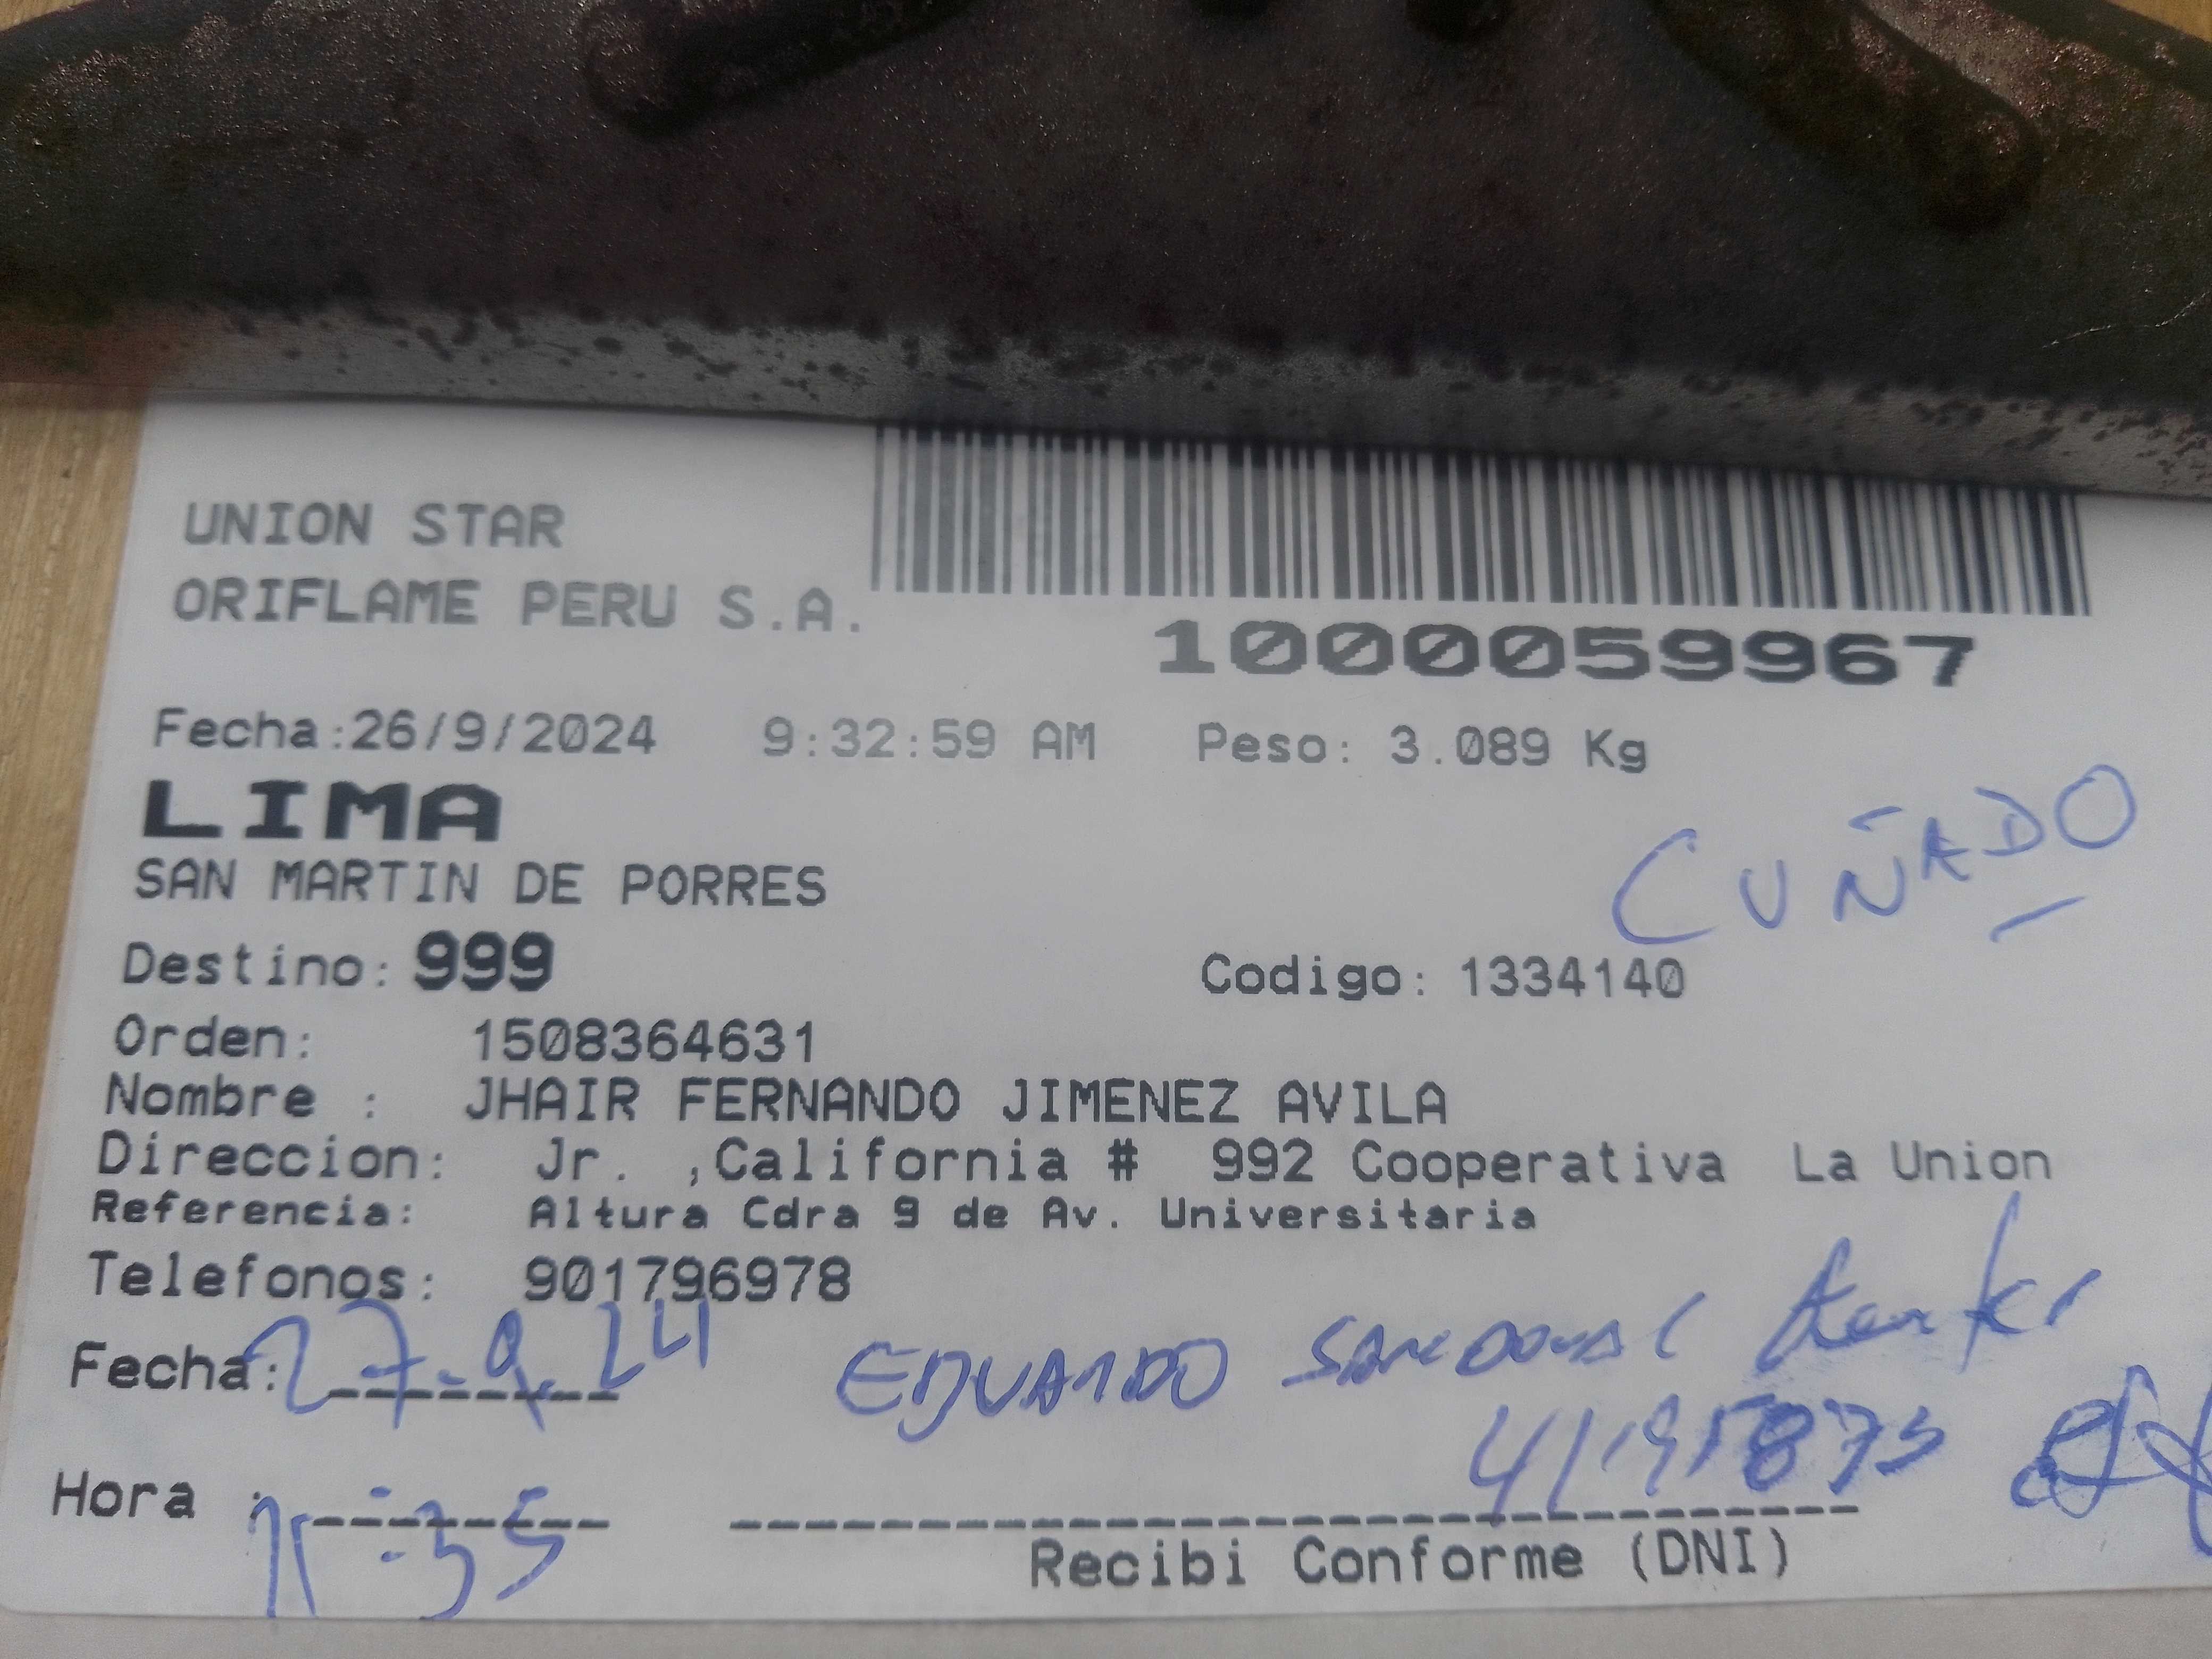 UNION STAR
ORIFLAME PERU S.A.
1000059967
Fecha:26/9/2024 9:32:59 AM Peso: 3.089 Kg
LIMA
CUÑADO
SAN MARTIN DE PORRES
Destino: 999 Codigo: 1334140
Orden: 1508364631
Nombre : JHAIR FERNANDO JIMENEZ AVILA
Direccion: Jr. ,California # 992 Cooperativa La Union
Referencia: Altura Cdra 9 de Av. Universitaria
Telefonos: 901796978
Fecha: 27-9-24 EDUARDO SANDOVAL
Hora : 11:35
Recibi Conforme (DNI)